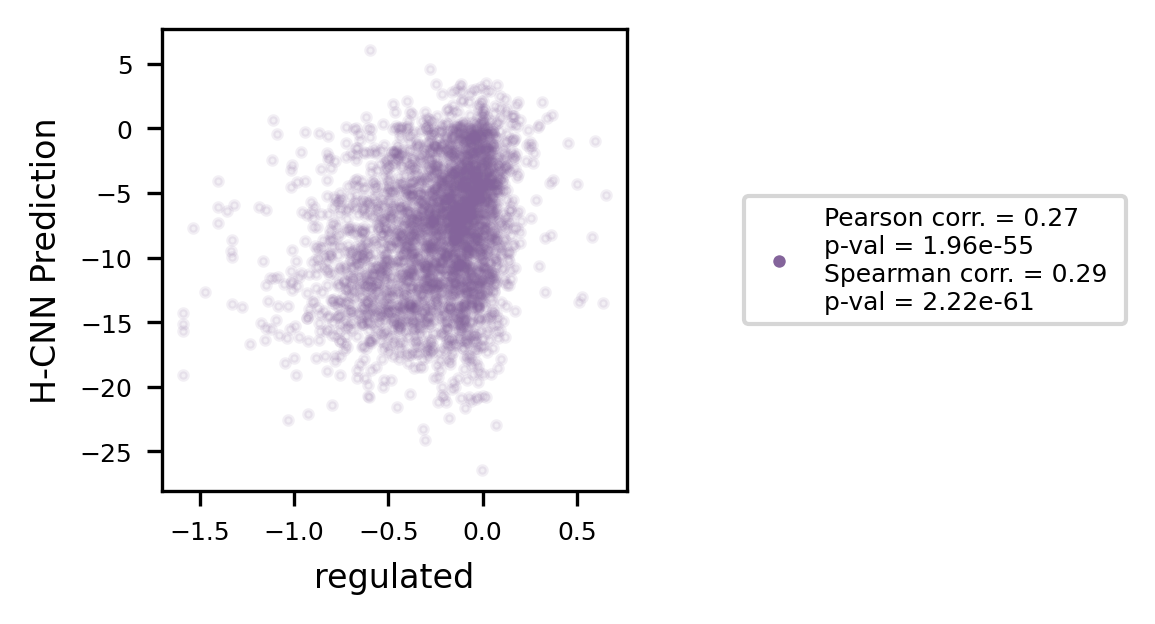 H-CNN Prediction
5
0
−5
−10
−15
−20
−25
−1.5 −1.0 −0.5 0.0 0.5
regulated
Pearson corr. = 0.27
p-val = 1.96e-55
Spearman corr. = 0.29
p-val = 2.22e-61